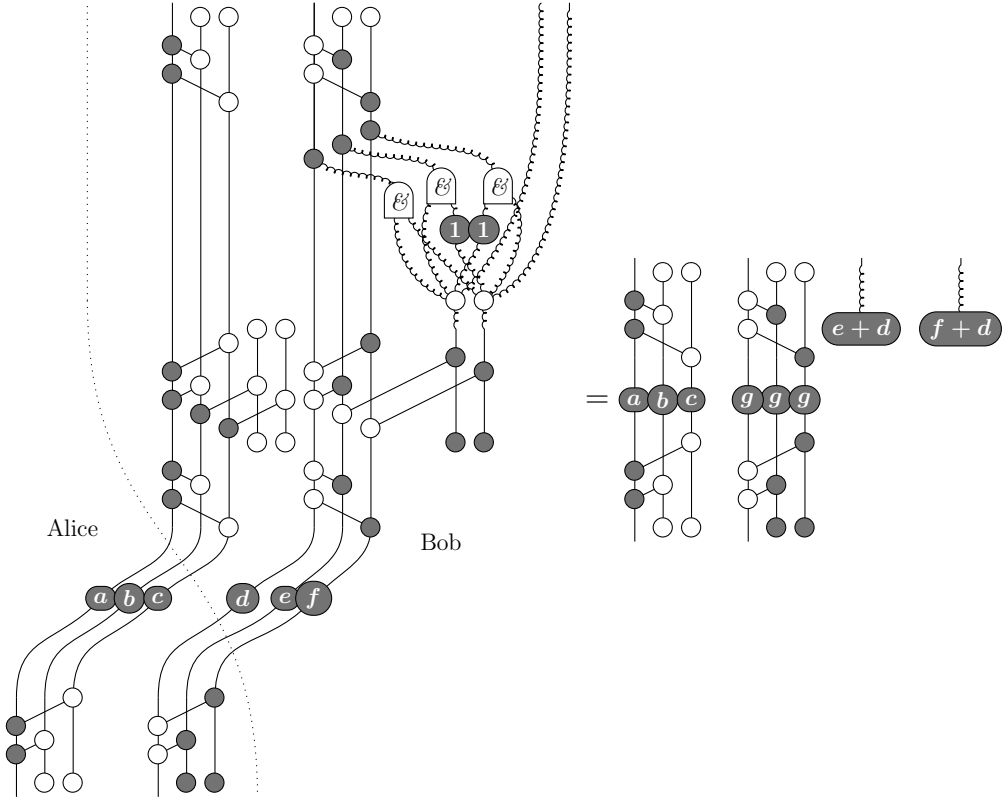 & & &
1 1
e + d f + d
= a b c g g g
Alice
Bob
a b c d e f